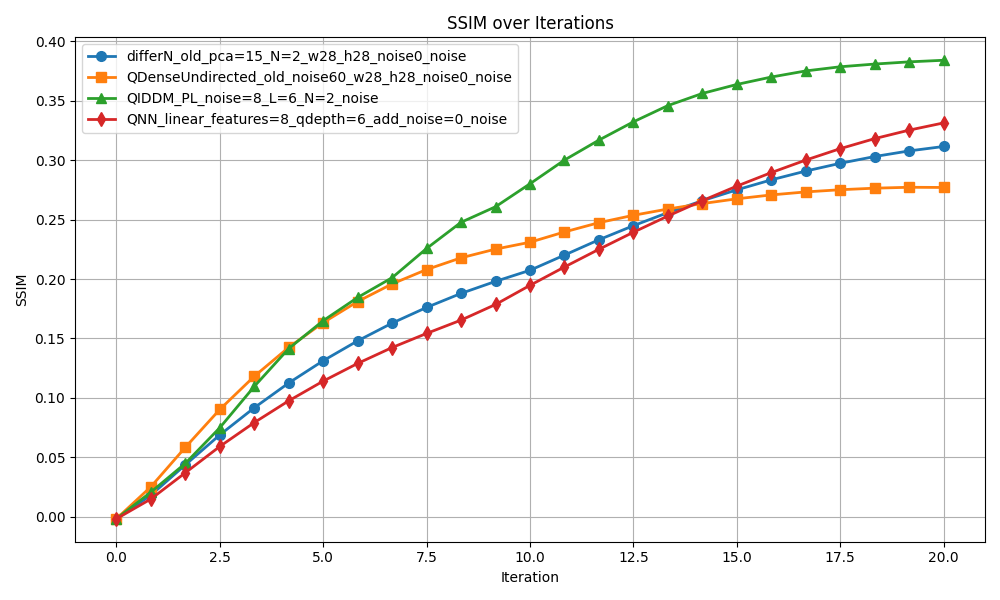 SSIM over Iterations
differN_old_pca=15_N=2_w28_h28_noise0_noise
QDenseUndirected_old_noise60_w28_h28_noise0_noise
QIDDM_PL_noise=8_L=6_N=2_noise
QNN_linear_features=8_qdepth=6_add_noise=0_noise
0.40
0.35
0.30
0.25
0.20
0.15
0.10
0.05
0.00
SSIM
0.0 2.5 5.0 7.5 10.0 12.5 15.0 17.5 20.0
Iteration